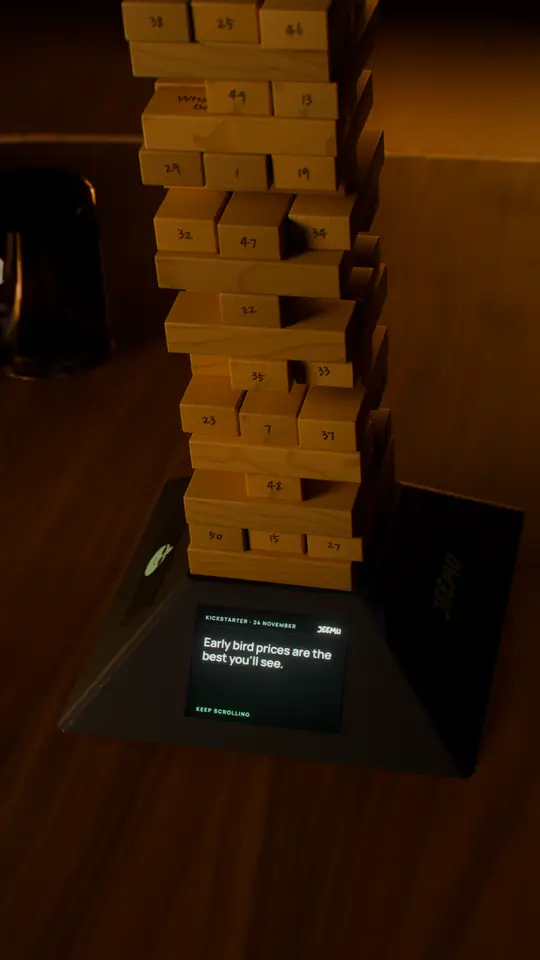 38 25 46
49 13
29 1 19
32 47 34
22
35 33
23 7 37
48
50 15 27
KICKSTARTER · 24 NOVEMBER
JEEMU
Early bird prices are the
best you'll see.
KEEP SCROLLING